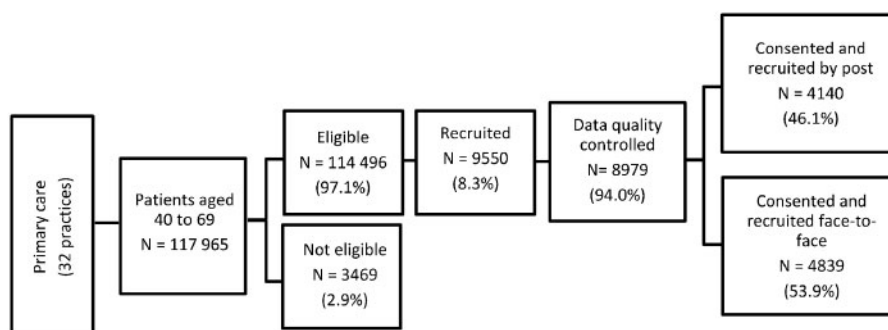 Primary care
(32 practices)
Patients aged
40 to 69
N = 117 965
Eligible
N = 114 496
(97.1%)
Not eligible
N = 3469
(2.9%)
Recruited
N = 9550
(8.3%)
Data quality
controlled
N= 8979
(94.0%)
Consented and
recruited by post
N = 4140
(46.1%)
Consented and
recruited face-to-
face
N = 4839
(53.9%)